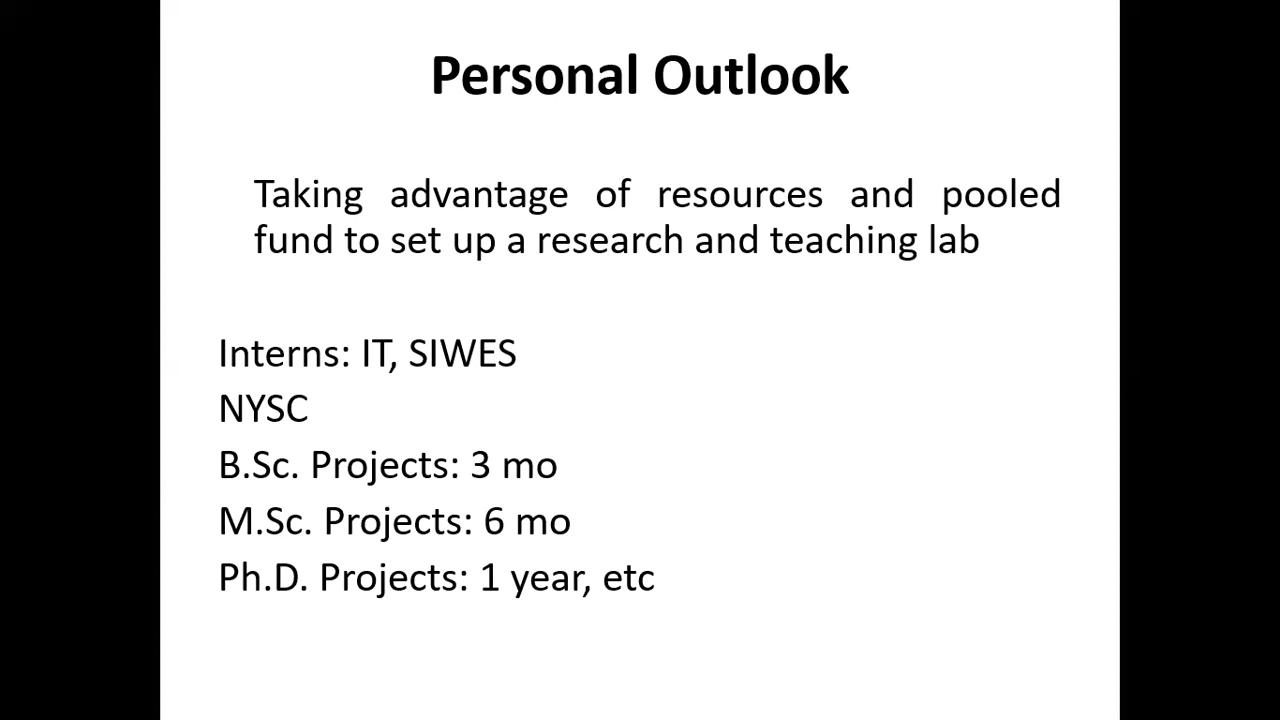 Personal Outlook
Taking advantage of resources and pooled
fund to set up a research and teaching lab
Interns: IT, SIWES
NYSC
B.Sc. Projects: 3 mo
M.Sc. Projects: 6 mo
Ph.D. Projects: 1 year, etc